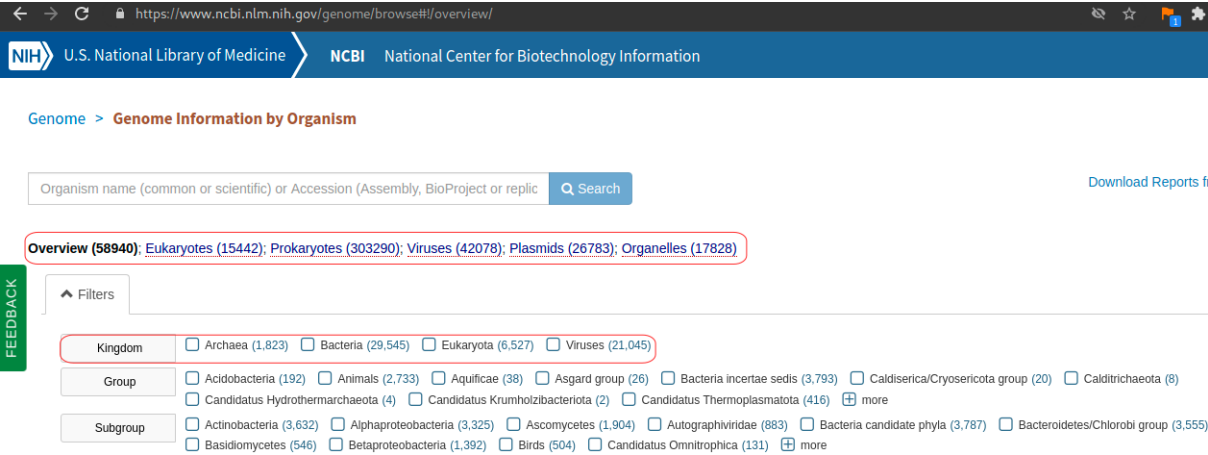 https://www.ncbi.nlm.nih.gov/genome/browse#!/overview/
1
NIH U.S. National Library of Medicine NCBI National Center for Biotechnology Information
Genome > Genome Information by Organism
Organism name (common or scientific) or Accession (Assembly, BioProject or replic Search
Download Reports f
Overview (58940); Eukaryotes (15442); Prokaryotes (303290); Viruses (42078); Plasmids (26783); Organelles (17828)
FEEDBACK
Filters
Kingdom Archaea (1,823) Bacteria (29,545) Eukaryota (6,527) Viruses (21,045)
Group Acidobacteria (192) Animals (2,733) Aquificae (38) Asgard group (26) Bacteria incertae sedis (3,793) Caldiserica/Cryosericota group (20) Calditrichaeota (8)
Candidatus Hydrothermarchaeota (4) Candidatus Krumholzibacteriota (2) Candidatus Thermoplasmatota (416) more
Subgroup Actinobacteria (3,632) Alphaproteobacteria (3,325) Ascomycetes (1,904) Autographiviridae (883) Bacteria candidate phyla (3,787) Bacteroidetes/Chlorobi group (3,555)
Basidiomycetes (546) Betaproteobacteria (1,392) Birds (504) Candidatus Omnitrophica (131) more